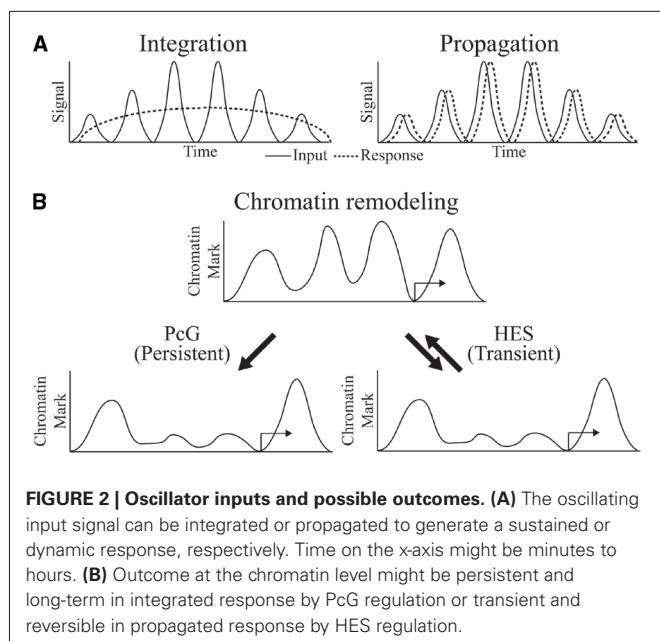 A
Integration
Propagation
Signal
Signal
Time
Input
Response
Time
B
Chromatin remodeling
Chromatin
Mark
PcG
(Persistent)
HES
(Transient)
Chromatin
Mark
Chromatin
Mark
FIGURE 2 | Oscillator inputs and possible outcomes. (A) The oscillating
input signal can be integrated or propagated to generate a sustained or
dynamic response, respectively. Time on the x-axis might be minutes to
hours. (B) Outcome at the chromatin level might be persistent and
long-term in integrated response by PcG regulation or transient and
reversible in propagated response by HES regulation.